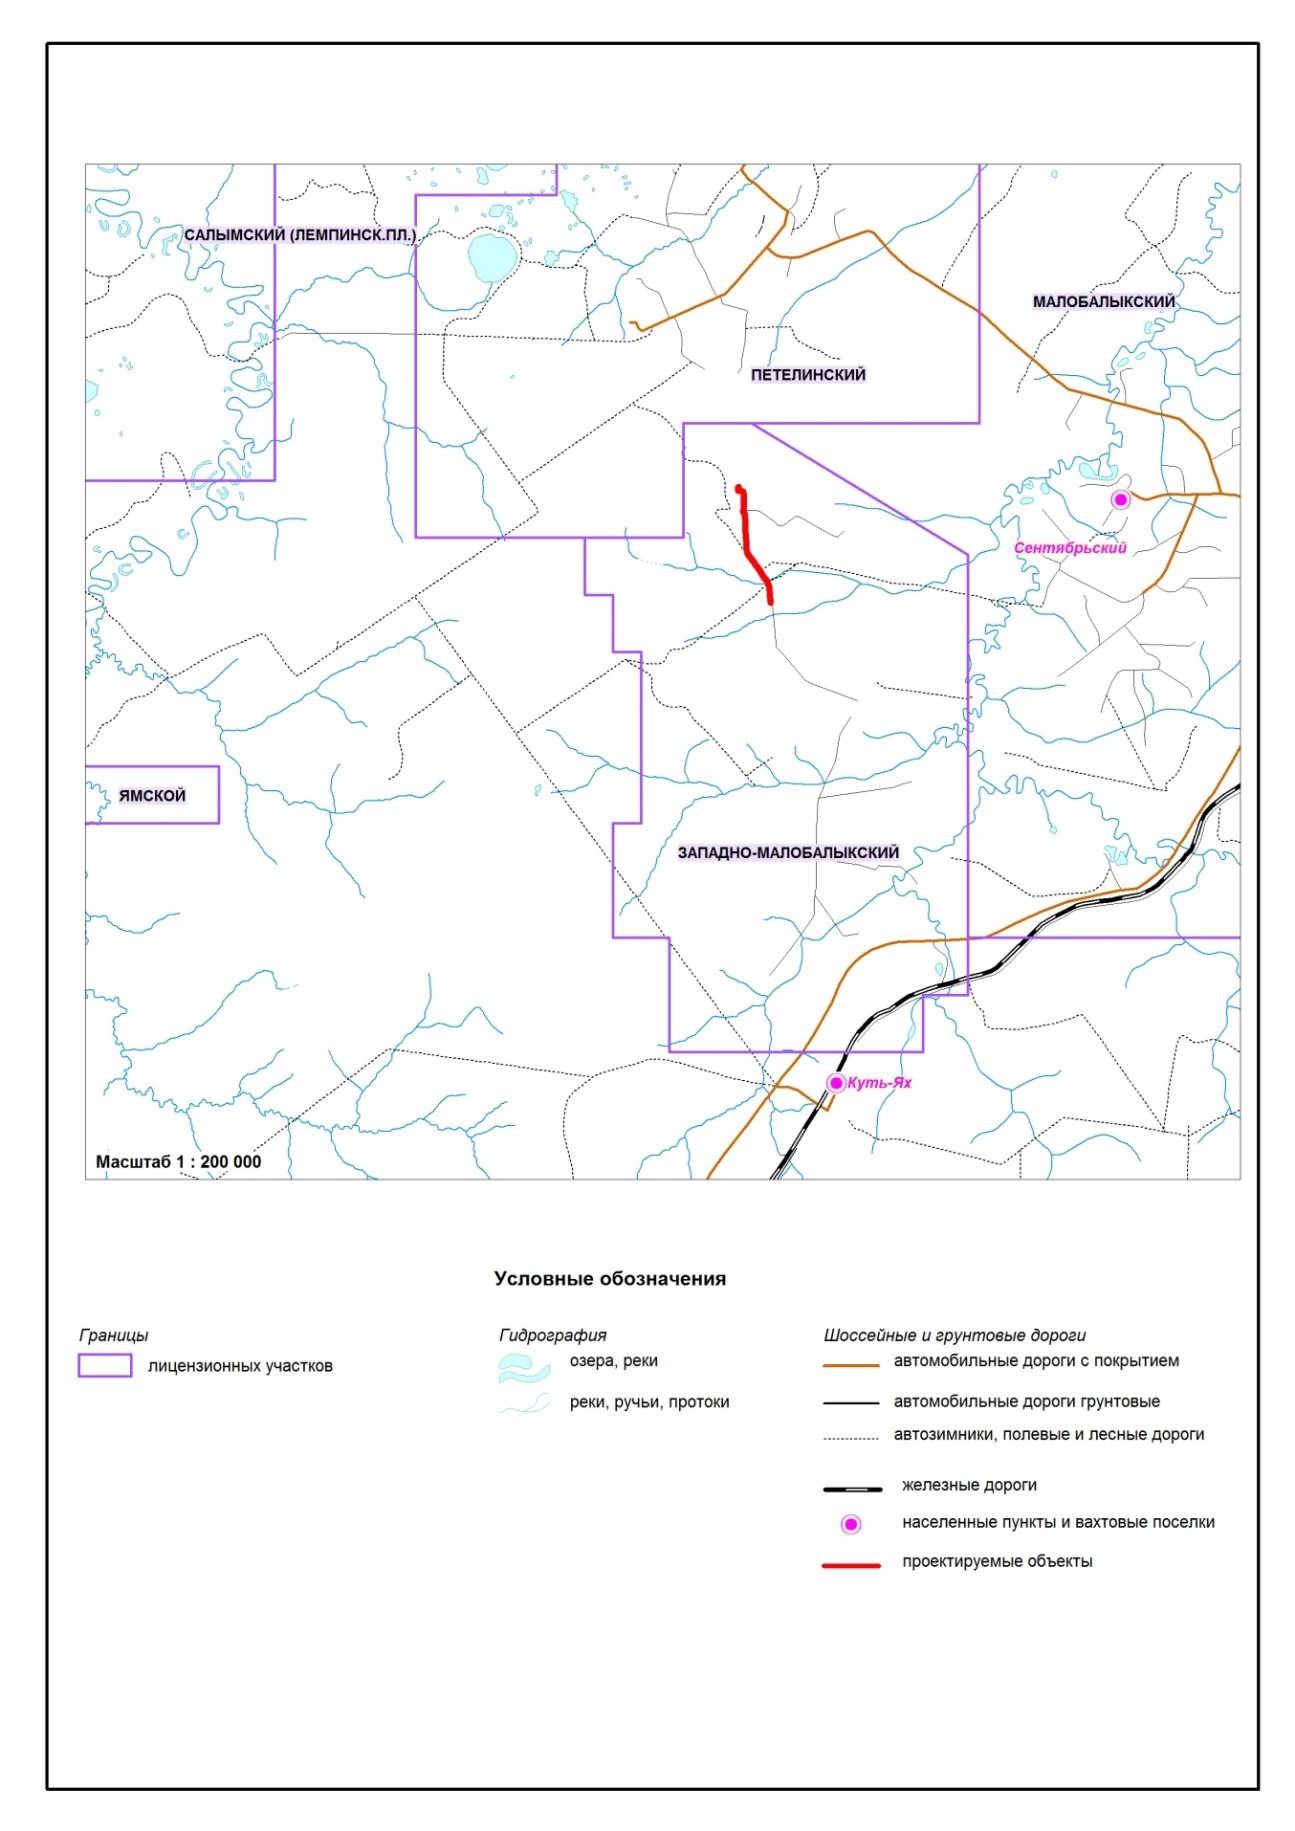 САЛЫМСКИЙ (ЛЕМПИНСК.ПЛ.)
МАЛОБАЛЫКСКИЙ
ПЕТЕЛИНСКИЙ
Сентябрьский
ЯМСКОЙ
ЗАПАДНО-МАЛОБАЛЫКСКИЙ
Куть-Ях
Масштаб 1 : 200 000
Условные обозначения
Границы
лицензионных участков
Гидрография
озера, реки
реки, ручьи, протоки
Шоссейные и грунтовые дороги
автомобильные дороги с покрытием
автомобильные дороги грунтовые
автозимники, полевые и лесные дороги
железные дороги
населенные пункты и вахтовые поселки
проектируемые объекты